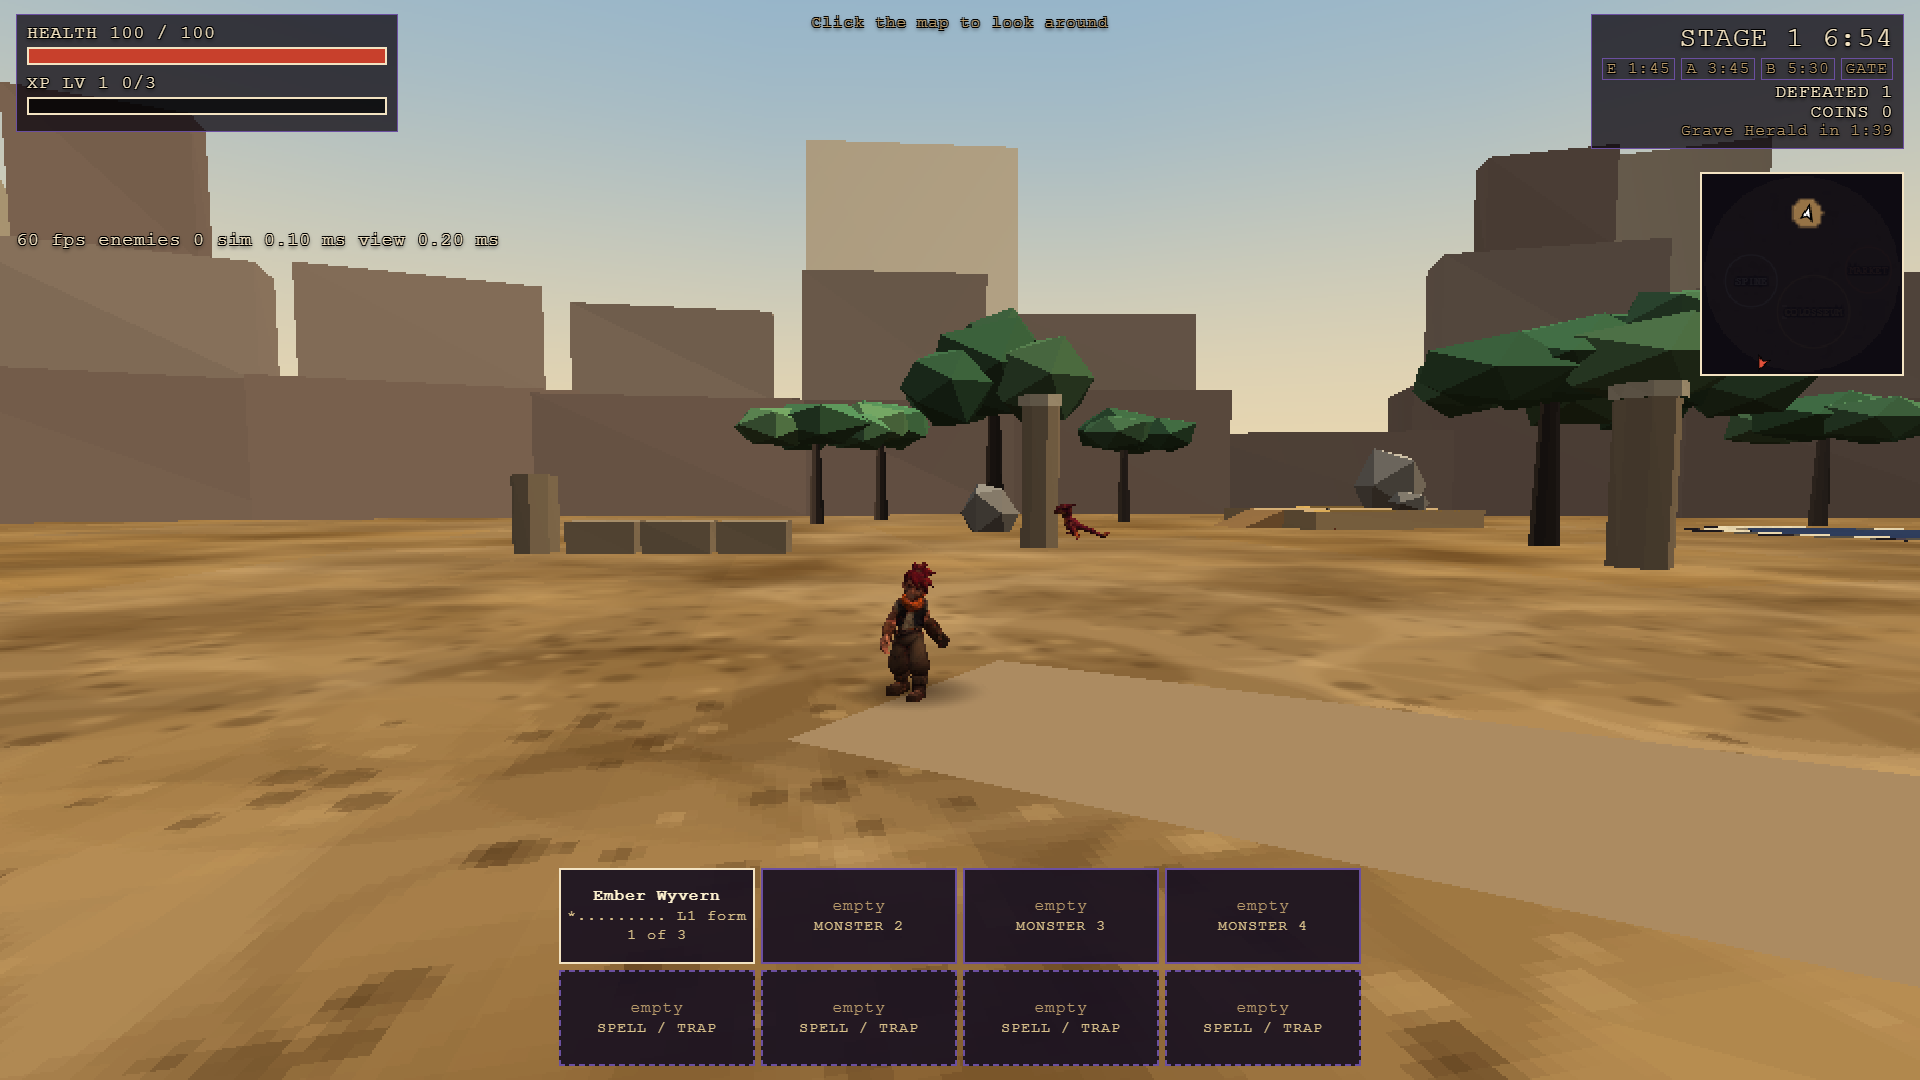 HEALTH 100 / 100
XP LV 1 0/3
Click the map to look around
STAGE 1 6:54
E 1:45 A 3:45 B 5:30 GATE
DEFEATED 1
COINS 0
Grave Herald in 1:39
60 fps enemies 0 sim 0.10 ms view 0.20 ms
Ember Wyvern
*......... L1 form
1 of 3
empty
MONSTER 2
empty
MONSTER 3
empty
MONSTER 4
empty
SPELL / TRAP
empty
SPELL / TRAP
empty
SPELL / TRAP
empty
SPELL / TRAP